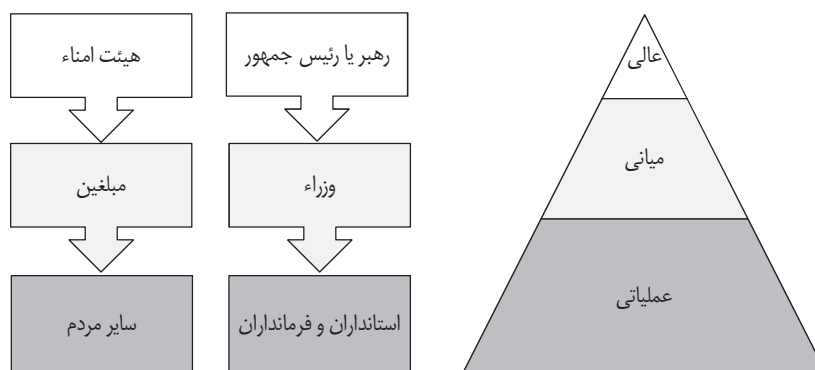 عالی
رهبر یا رئیس جمهور
هیئت امناء
میانی
وزراء
مبلغین
عملیاتی
استانداران و فرمانداران
سایر مردم